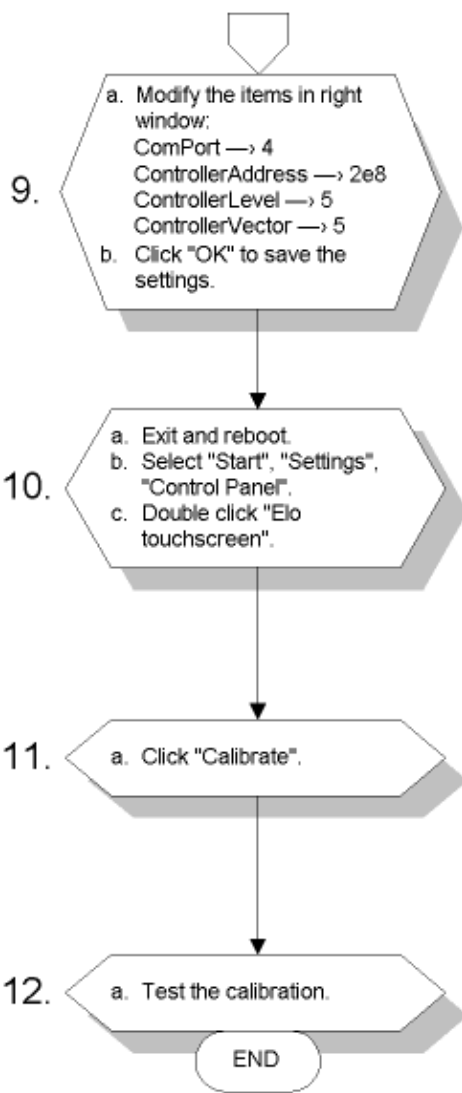 9.
a. Modify the items in right
window:
ComPort —› 4
ControllerAddress —› 2e8
ControllerLevel —› 5
ControllerVector —› 5
b. Click "OK" to save the
settings.
10.
a. Exit and reboot.
b. Select "Start", "Settings",
"Control Panel".
c. Double click "Elo
touchscreen".
11.
a. Click "Calibrate".
12.
a. Test the calibration.
END